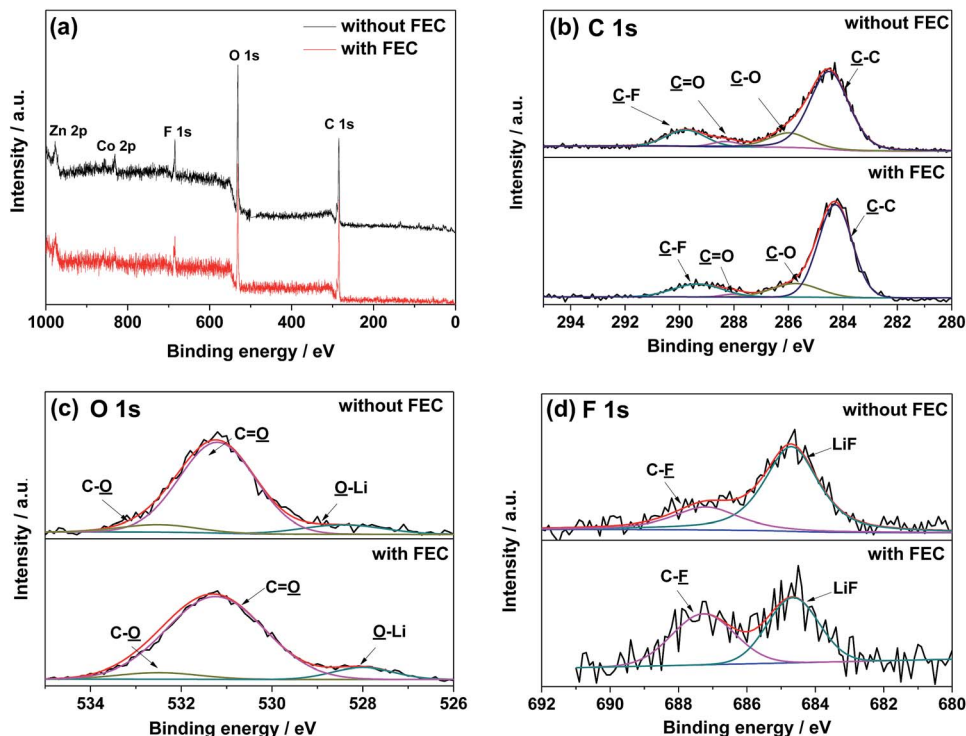 (a)
without FEC
with FEC
O 1s
C 1s
F 1s
Zn 2p
Co 2p
Intensity / a.u.
1000 800 600 400 200 0
Binding energy / eV
(b) C 1s
without FEC
C-C
C-O
C=O
C-F
with FEC
C-C
C-F
C=O
C-O
Intensity / a.u.
294 292 290 288 286 284 282 280
Binding energy / eV
(c) O 1s
without FEC
C=O
C-O
O-Li
with FEC
C=O
C-O
O-Li
Intensity / a.u.
534 532 530 528 526
Binding energy / eV
(d) F 1s
without FEC
LiF
C-F
with FEC
C-F
LiF
Intensity / a.u.
692 690 688 686 684 682 680
Binding energy / eV